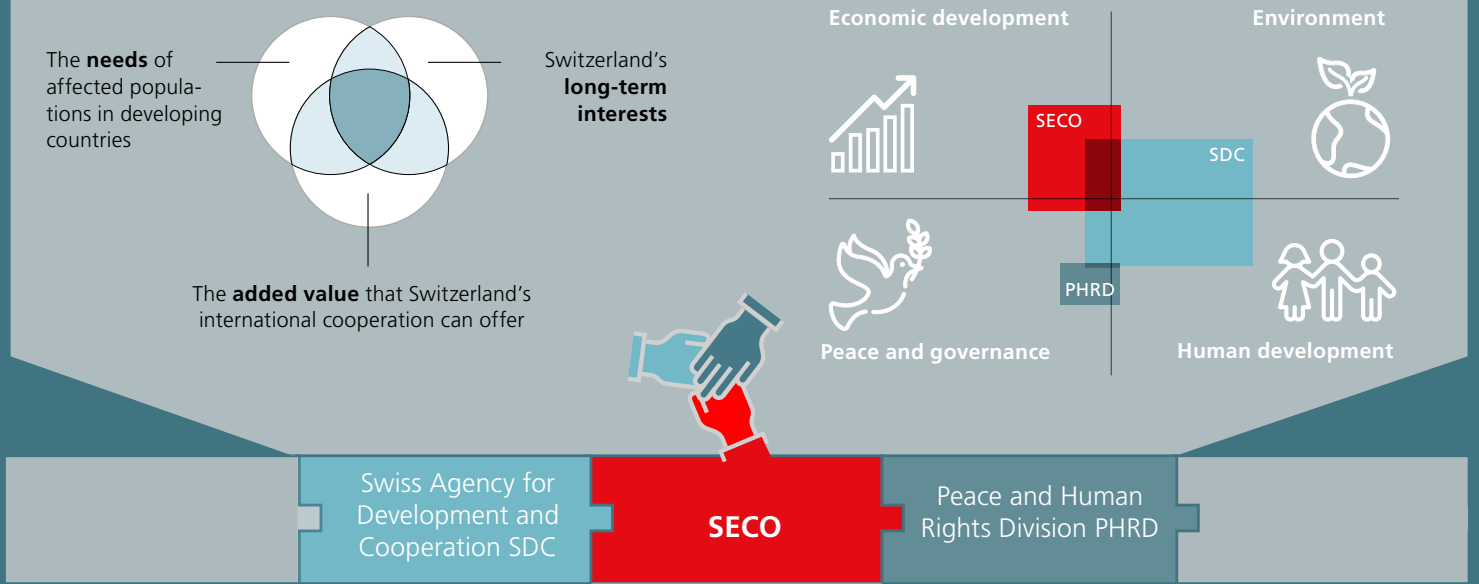 The needs of
affected popula-
tions in developing
countries
Switzerland's
long-term
interests
The added value that Switzerland's
international cooperation can offer
Economic development
Environment
SECO
SDC
PHRD
Peace and governance
Human development
Swiss Agency for
Development and
Cooperation SDC
SECO
Peace and Human
Rights Division PHRD